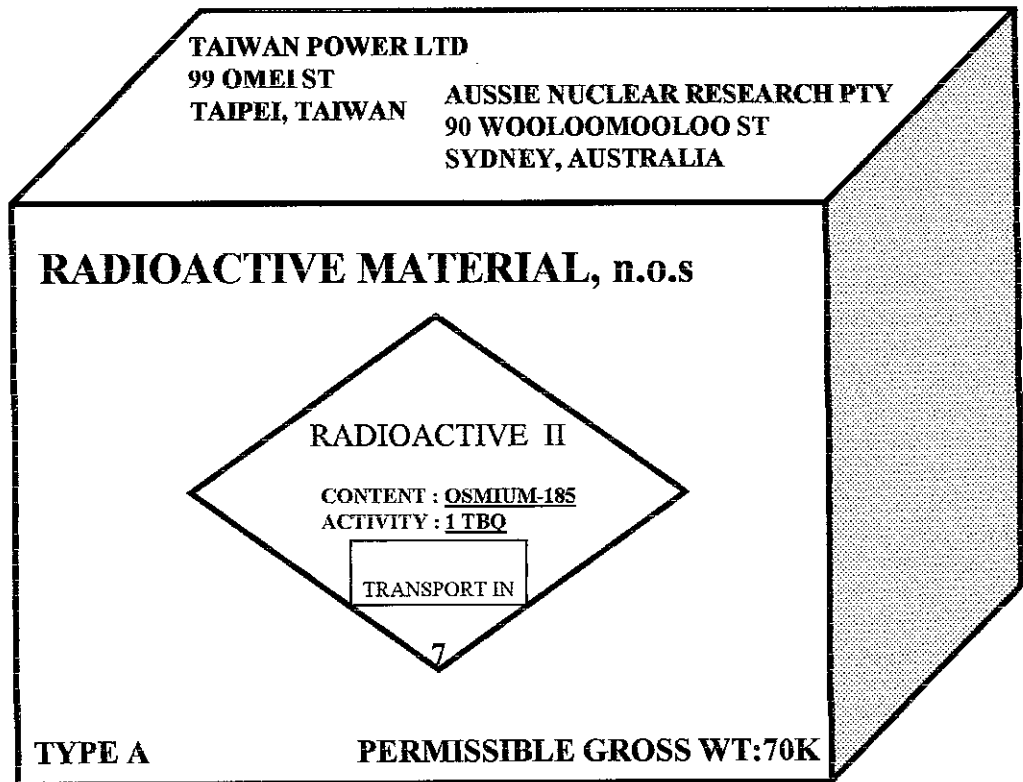 TAIWAN POWER LTD
99 OMEI ST
TAIPEI, TAIWAN
AUSSIE NUCLEAR RESEARCH PTY
90 WOOLOOMOOLOO ST
SYDNEY, AUSTRALIA
RADIOACTIVE MATERIAL, n.o.s
RADIOACTIVE II
CONTENT : OSMIUM-185
ACTIVITY : 1 TBQ
TRANSPORT IN
7
TYPE A PERMISSIBLE GROSS WT:70K